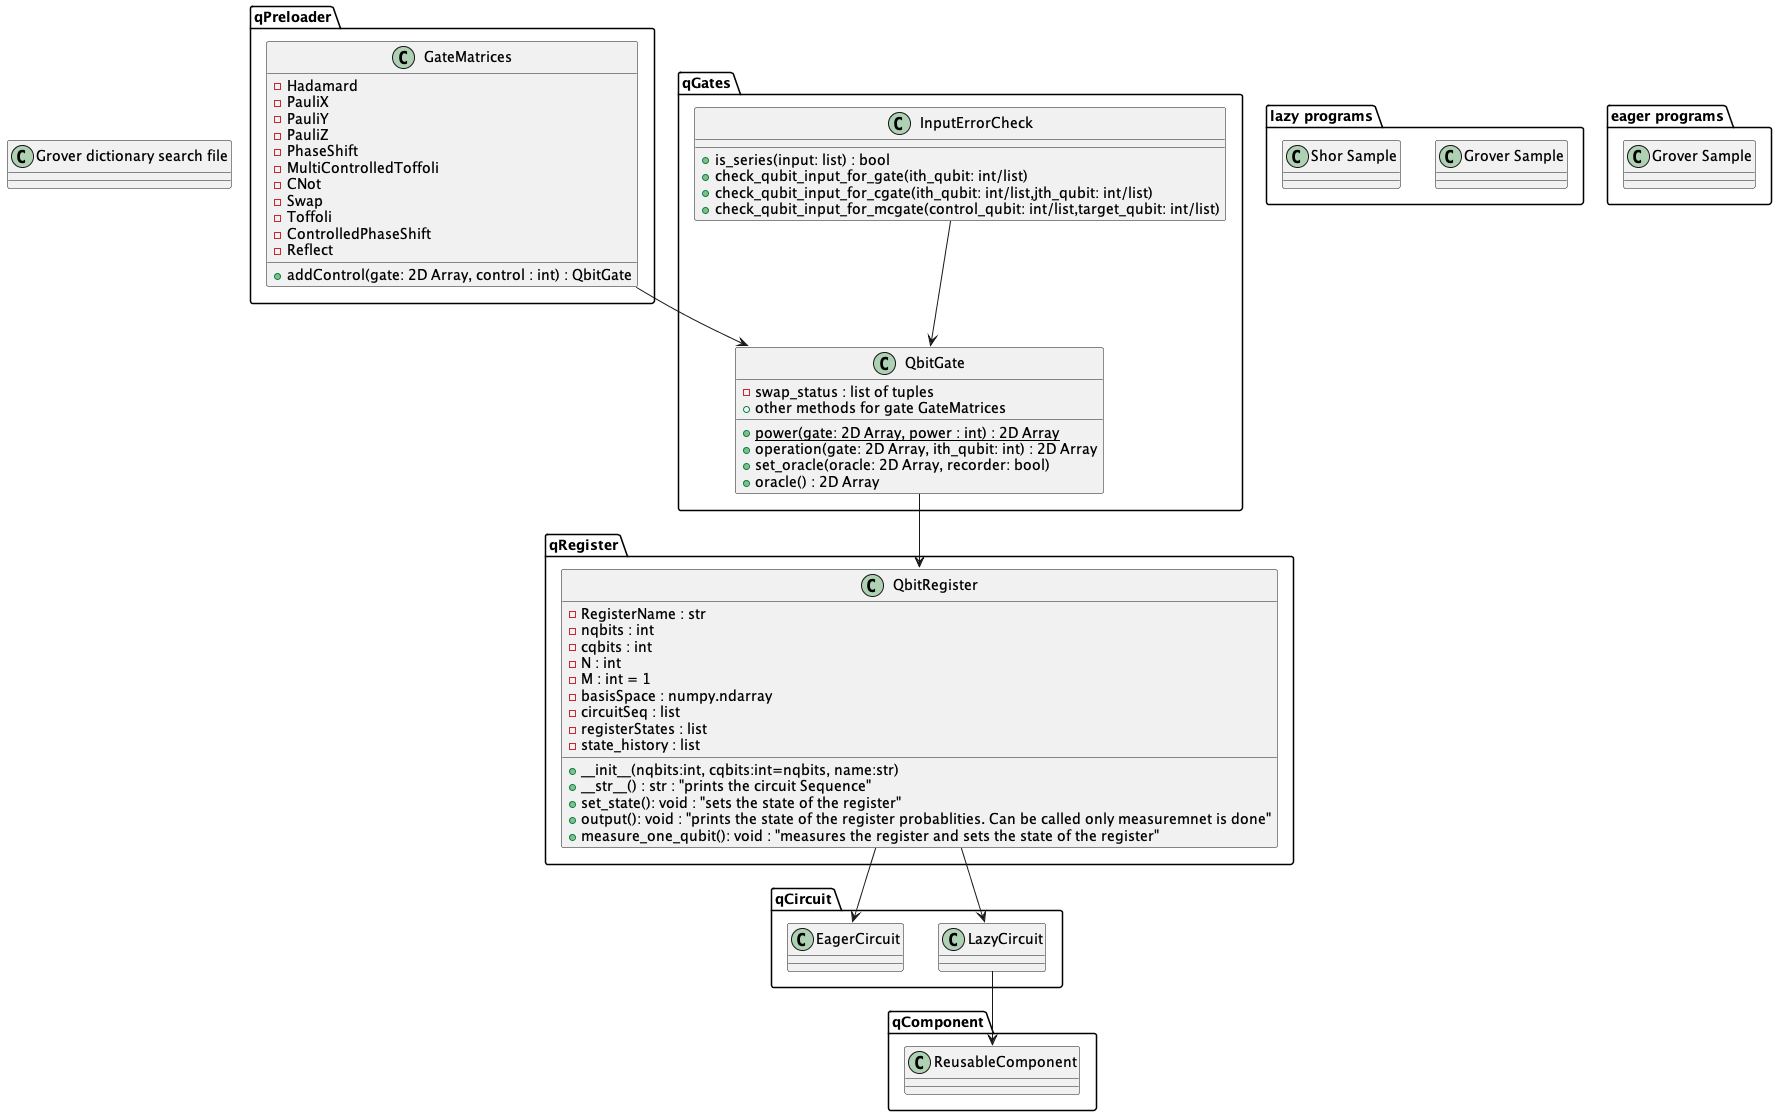 qPreloader
GateMatrices
Hadamard
PauliX
PauliY
PauliZ
PhaseShift
MultiControlledToffoli
CNot
Swap
Toffoli
ControlledPhaseShift
Reflect
addControl(gate: 2D Array, control : int) : QbitGate
Grover dictionary search file
qGates
InputErrorCheck
is_series(input: list) : bool
check_qubit_input_for_gate(ith_qubit: int/list)
check_qubit_input_for_cgate(ith_qubit: int/list,jth_qubit: int/list)
check_qubit_input_for_mcgate(control_qubit: int/list,target_qubit: int/list)
lazy programs
Shor Sample
Grover Sample
eager programs
Grover Sample
QbitGate
swap_status : list of tuples
other methods for gate GateMatrices
power(gate: 2D Array, power : int) : 2D Array
operation(gate: 2D Array, ith_qubit: int) : 2D Array
set_oracle(oracle: 2D Array, recorder: bool)
oracle() : 2D Array
qRegister
QbitRegister
RegisterName : str
nqbits : int
cqbits : int
N : int
M : int = 1
basisSpace : numpy.ndarray
circuitSeq : list
registerStates : list
state_history : list
__init__(nqbits:int, cqbits:int=nqbits, name:str)
__str__() : str : "prints the circuit Sequence"
set_state(): void : "sets the state of the register"
output(): void : "prints the state of the register probablities. Can be called only measuremnet is done"
measure_one_qubit(): void : "measures the register and sets the state of the register"
qCircuit
EagerCircuit
LazyCircuit
qComponent
ReusableComponent